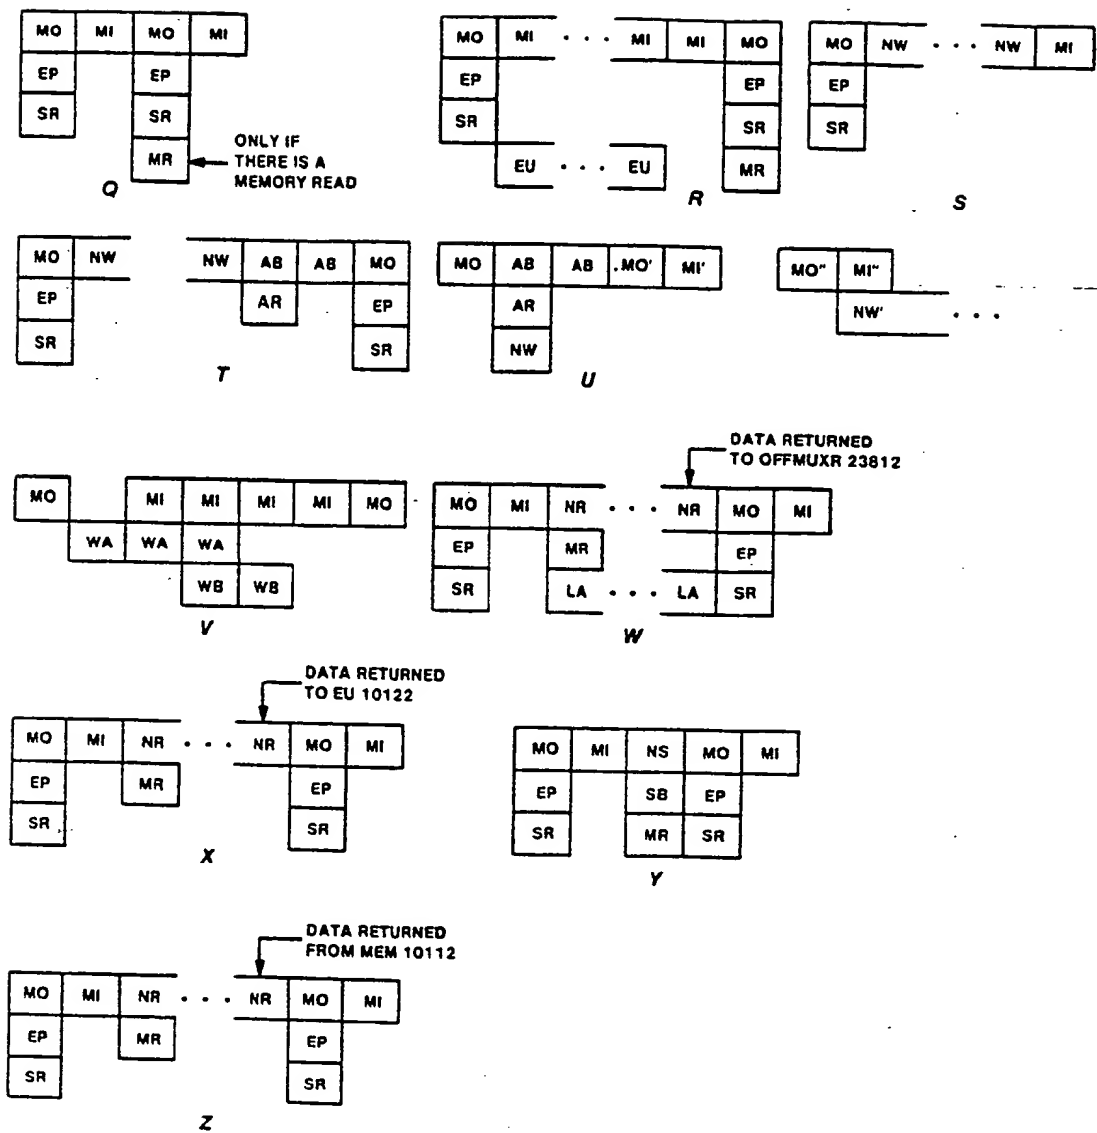 MO MI MO MI
EP EP
SR SR
MR
ONLY IF
THERE IS A
MEMORY READ
Q
MO MI · · · MI MI MO
EP EP
SR SR
EU · · · EU MR
R
MO NW · · · NW MI
EP
SR
S
MO NW NW AB AB MO
EP AR EP
SR SR
T
MO AB AB .MO' MI'
AR
NW
U
MO" MI"
NW' · · ·
MO MI MI MI MI MO
WA WA WA
WB WB
V
DATA RETURNED
TO OFFMUXR 23812
MO MI NR · · · NR MO MI
EP MR EP
SR LA · · · LA SR
W
DATA RETURNED
TO EU 10122
MO MI NR · · · NR MO MI
EP MR EP
SR SR
X
MO MI NS MO MI
EP SB EP
SR MR SR
Y
DATA RETURNED
FROM MEM 10112
MO MI NR · · · NR MO MI
EP MR EP
SR SR
Z